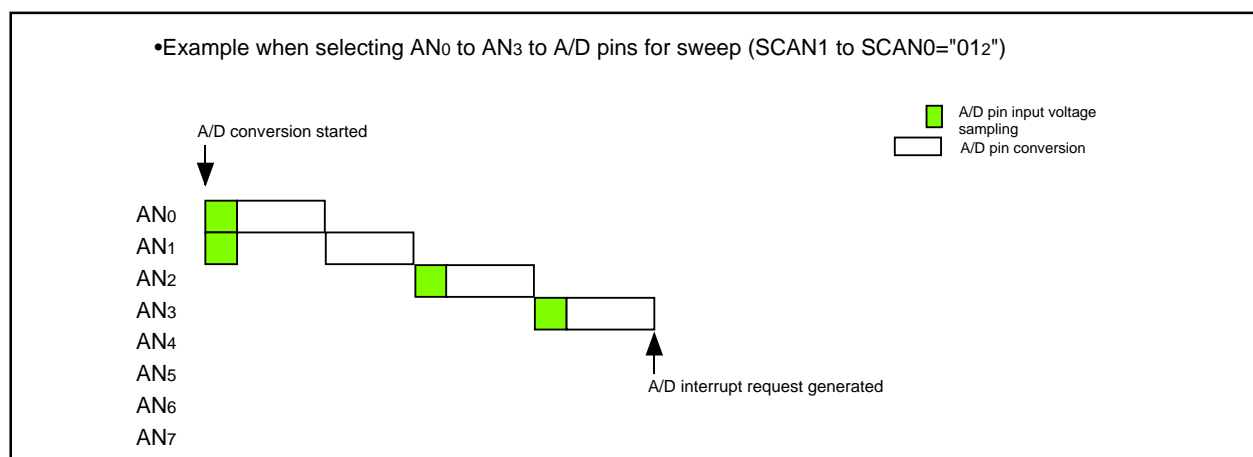 •Example when selecting AN0 to AN3 to A/D pins for sweep (SCAN1 to SCAN0="012")
A/D conversion started
A/D pin input voltage
sampling
A/D pin conversion
AN0
AN1
AN2
AN3
AN4
AN5
AN6
AN7
A/D interrupt request generated